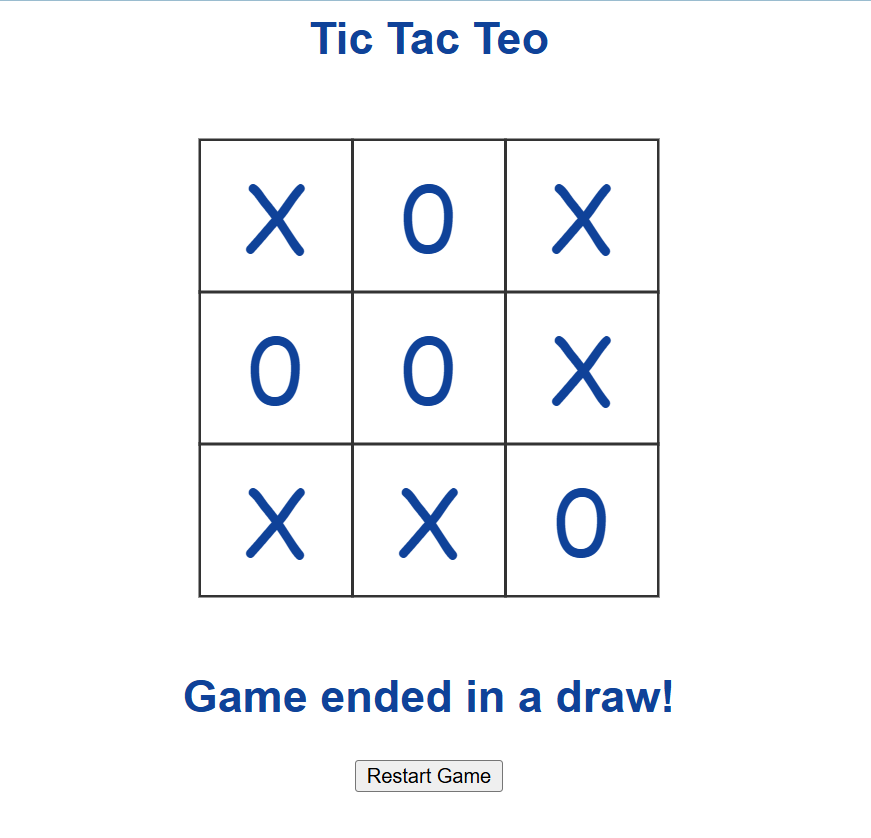 Tic Tac Teo
X O X
O O X
X X O
Game ended in a draw!
Restart Game